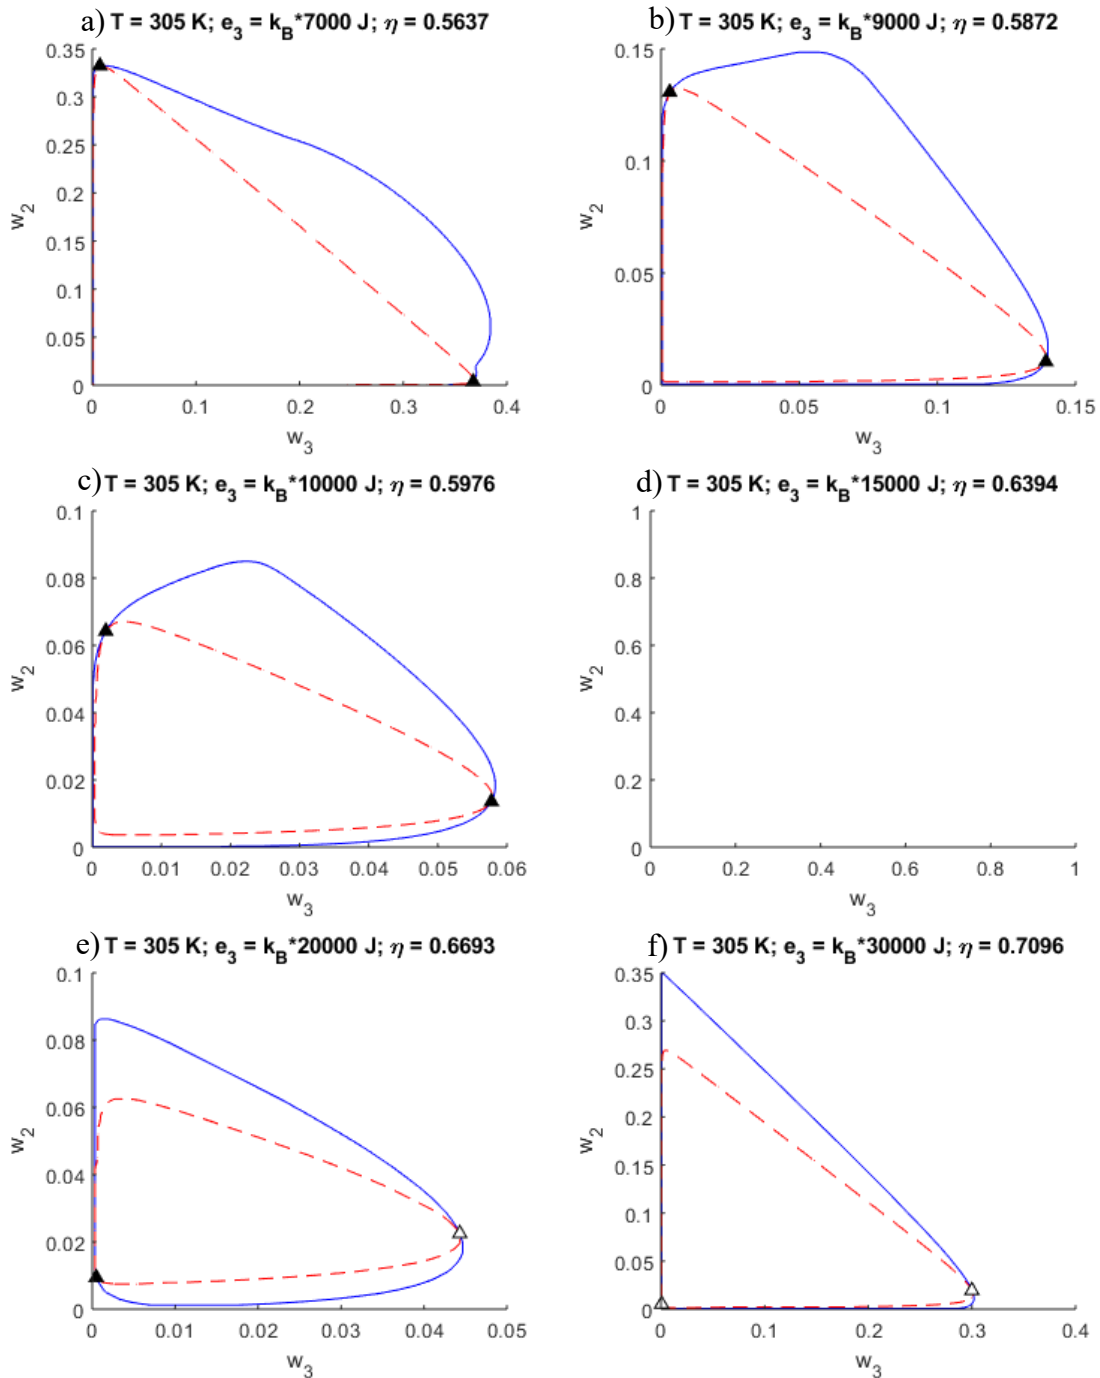 a) T = 305 K; e₃ = k_B*7000 J; η = 0.5637
0.35
0.3
0.25
0.2
0.15
0.1
0.05
0
w₂
0 0.1 0.2 0.3 0.4
w₃
b) T = 305 K; e₃ = k_B*9000 J; η = 0.5872
0.15
0.1
0.05
0
w₂
0 0.05 0.1 0.15
w₃
c) T = 305 K; e₃ = k_B*10000 J; η = 0.5976
0.1
0.08
0.06
0.04
0.02
0
w₂
0 0.01 0.02 0.03 0.04 0.05 0.06
w₃
d) T = 305 K; e₃ = k_B*15000 J; η = 0.6394
1
0.8
0.6
0.4
0.2
0
w₂
0 0.2 0.4 0.6 0.8 1
w₃
e) T = 305 K; e₃ = k_B*20000 J; η = 0.6693
0.1
0.08
0.06
0.04
0.02
0
w₂
0 0.01 0.02 0.03 0.04 0.05
w₃
f) T = 305 K; e₃ = k_B*30000 J; η = 0.7096
0.35
0.3
0.25
0.2
0.15
0.1
0.05
0
w₂
0 0.1 0.2 0.3 0.4
w₃